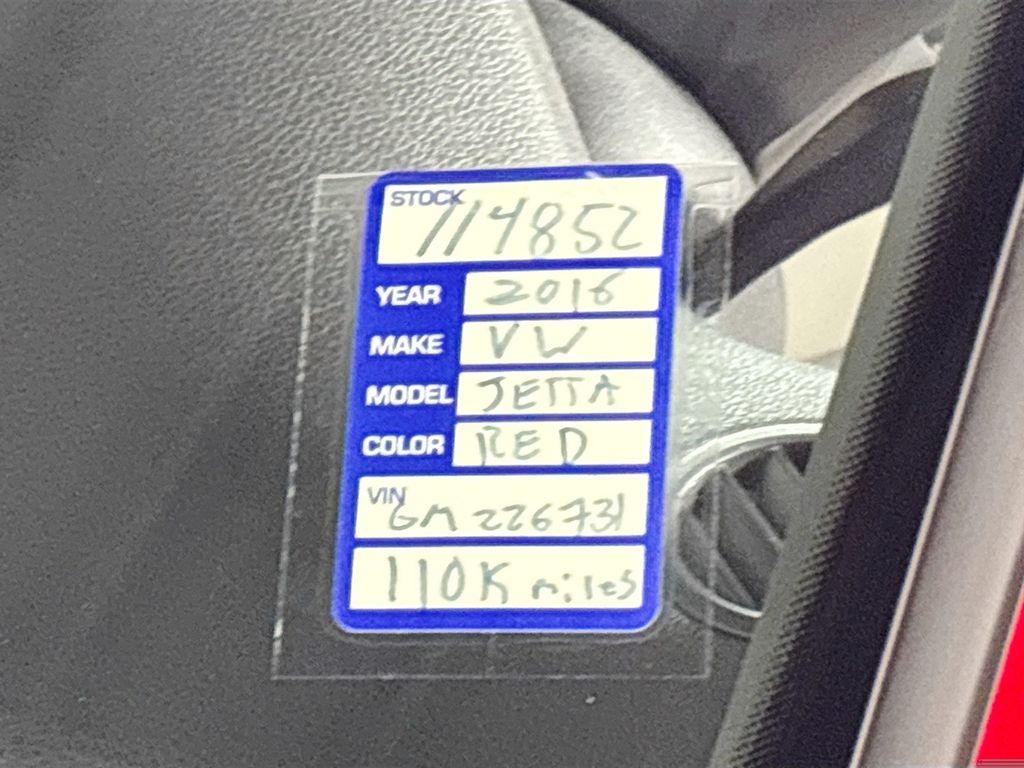 STOCK
114852
YEAR 2016
MAKE VW
MODEL JETTA
COLOR RED
VIN
GM226731
110K miles